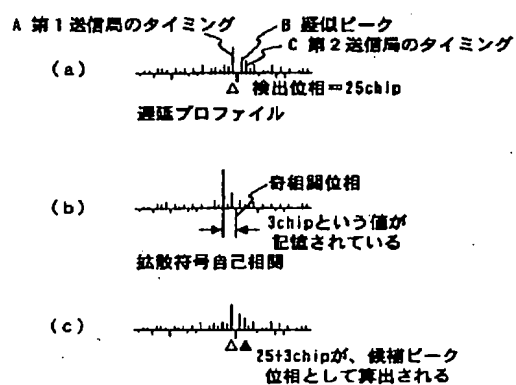 A 第1送信局のタイミング
B 疑似ピーク
C 第2送信局のタイミング
(a)
検出位相=25chip
遅延プロファイル
(b)
奇相関位相
3chipという値が
記憶されている
拡散符号自己相関
(c)
25+3chipが、候補ピーク
位相として算出される